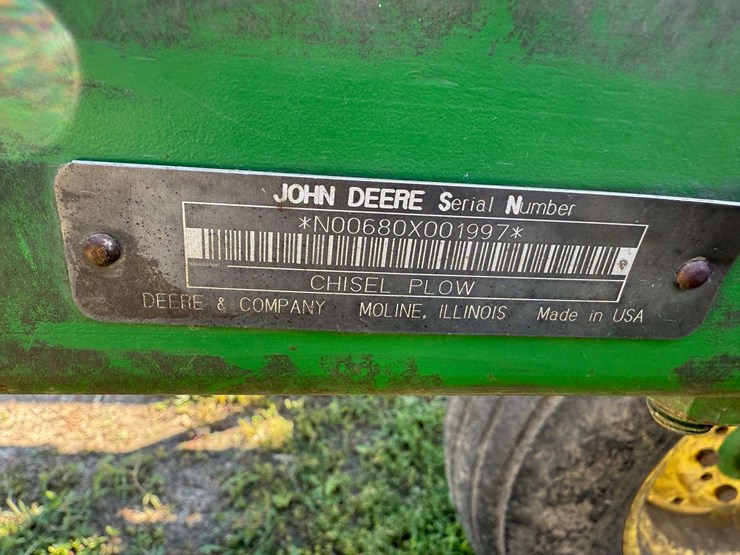 JOHN DEERE Serial Number
*N00680X001997*
CHISEL PLOW
DEERE & COMPANY MOLINE, ILLINOIS Made in USA